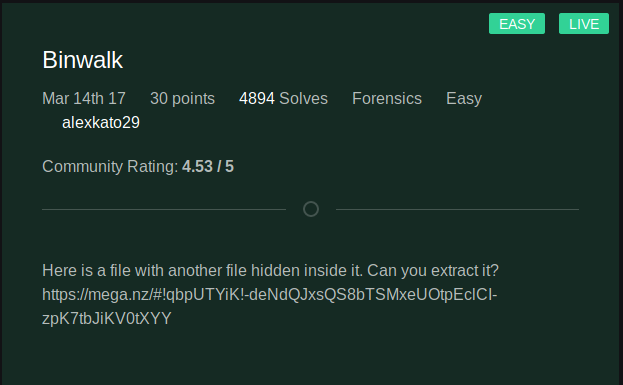 EASY LIVE
Binwalk
Mar 14th 17 30 points 4894 Solves Forensics Easy
alexkato29
Community Rating: 4.53 / 5
Here is a file with another file hidden inside it. Can you extract it?
https://mega.nz/#!qbpUTYiK!-deNdQJxsQS8bTSMxeUOtpEclCI-
zpK7tbJiKV0tXYY